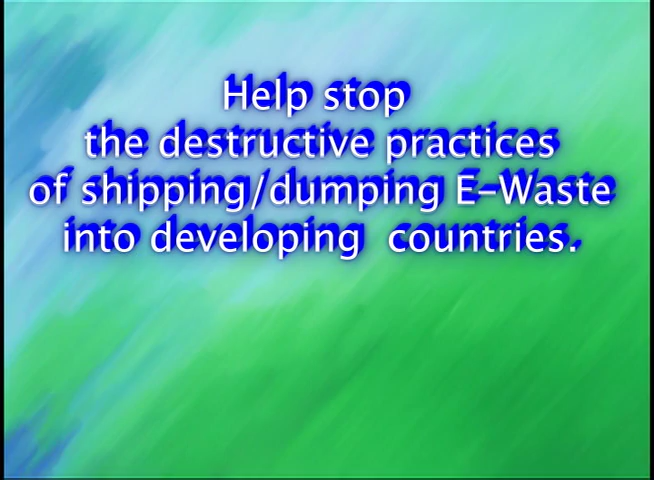 Help stop
the destructive practices
of shipping/dumping E-Waste
into developing countries.